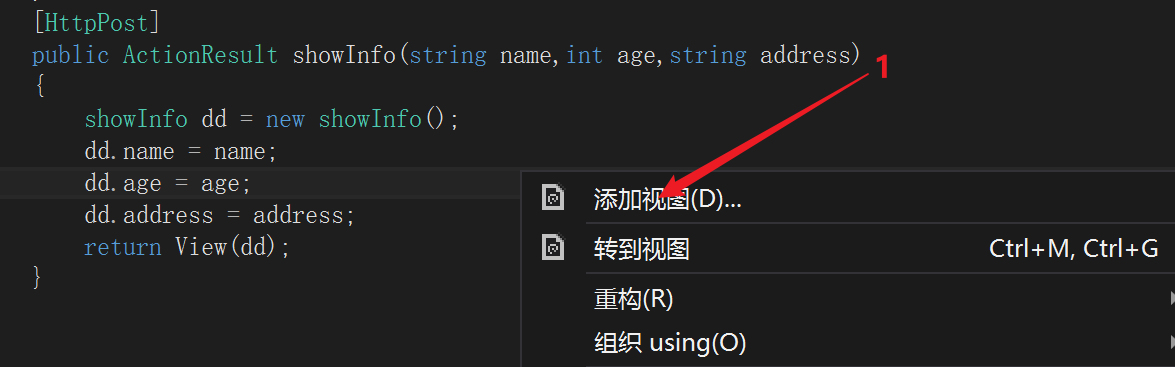 [HttpPost]
public ActionResult showInfo(string name,int age,string address)
1
{
showInfo dd = new showInfo();
dd.name = name;
dd.age = age;
添加视图(D)...
dd.address = address;
return View(dd);
转到视图 Ctrl+M, Ctrl+G
}
重构(R)
组织 using(O)